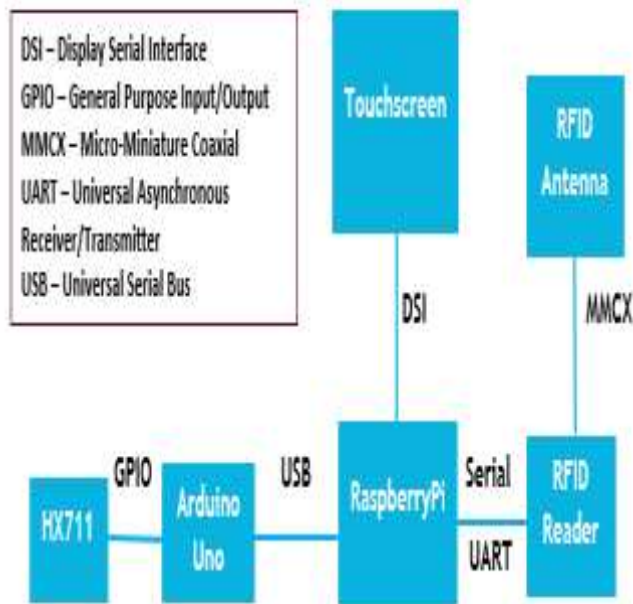 DSI – Display Serial Interface
GPIO – General Purpose Input/Output
MMCX – Micro-Miniature Coaxial
UART – Universal Asynchronous
Receiver/Transmitter
USB – Universal Serial Bus
Touchscreen
RFID
Antenna
DSI
MMCX
GPIO
USB
Serial
UART
HX711
Arduino
Uno
RaspberryPi
RFID
Reader